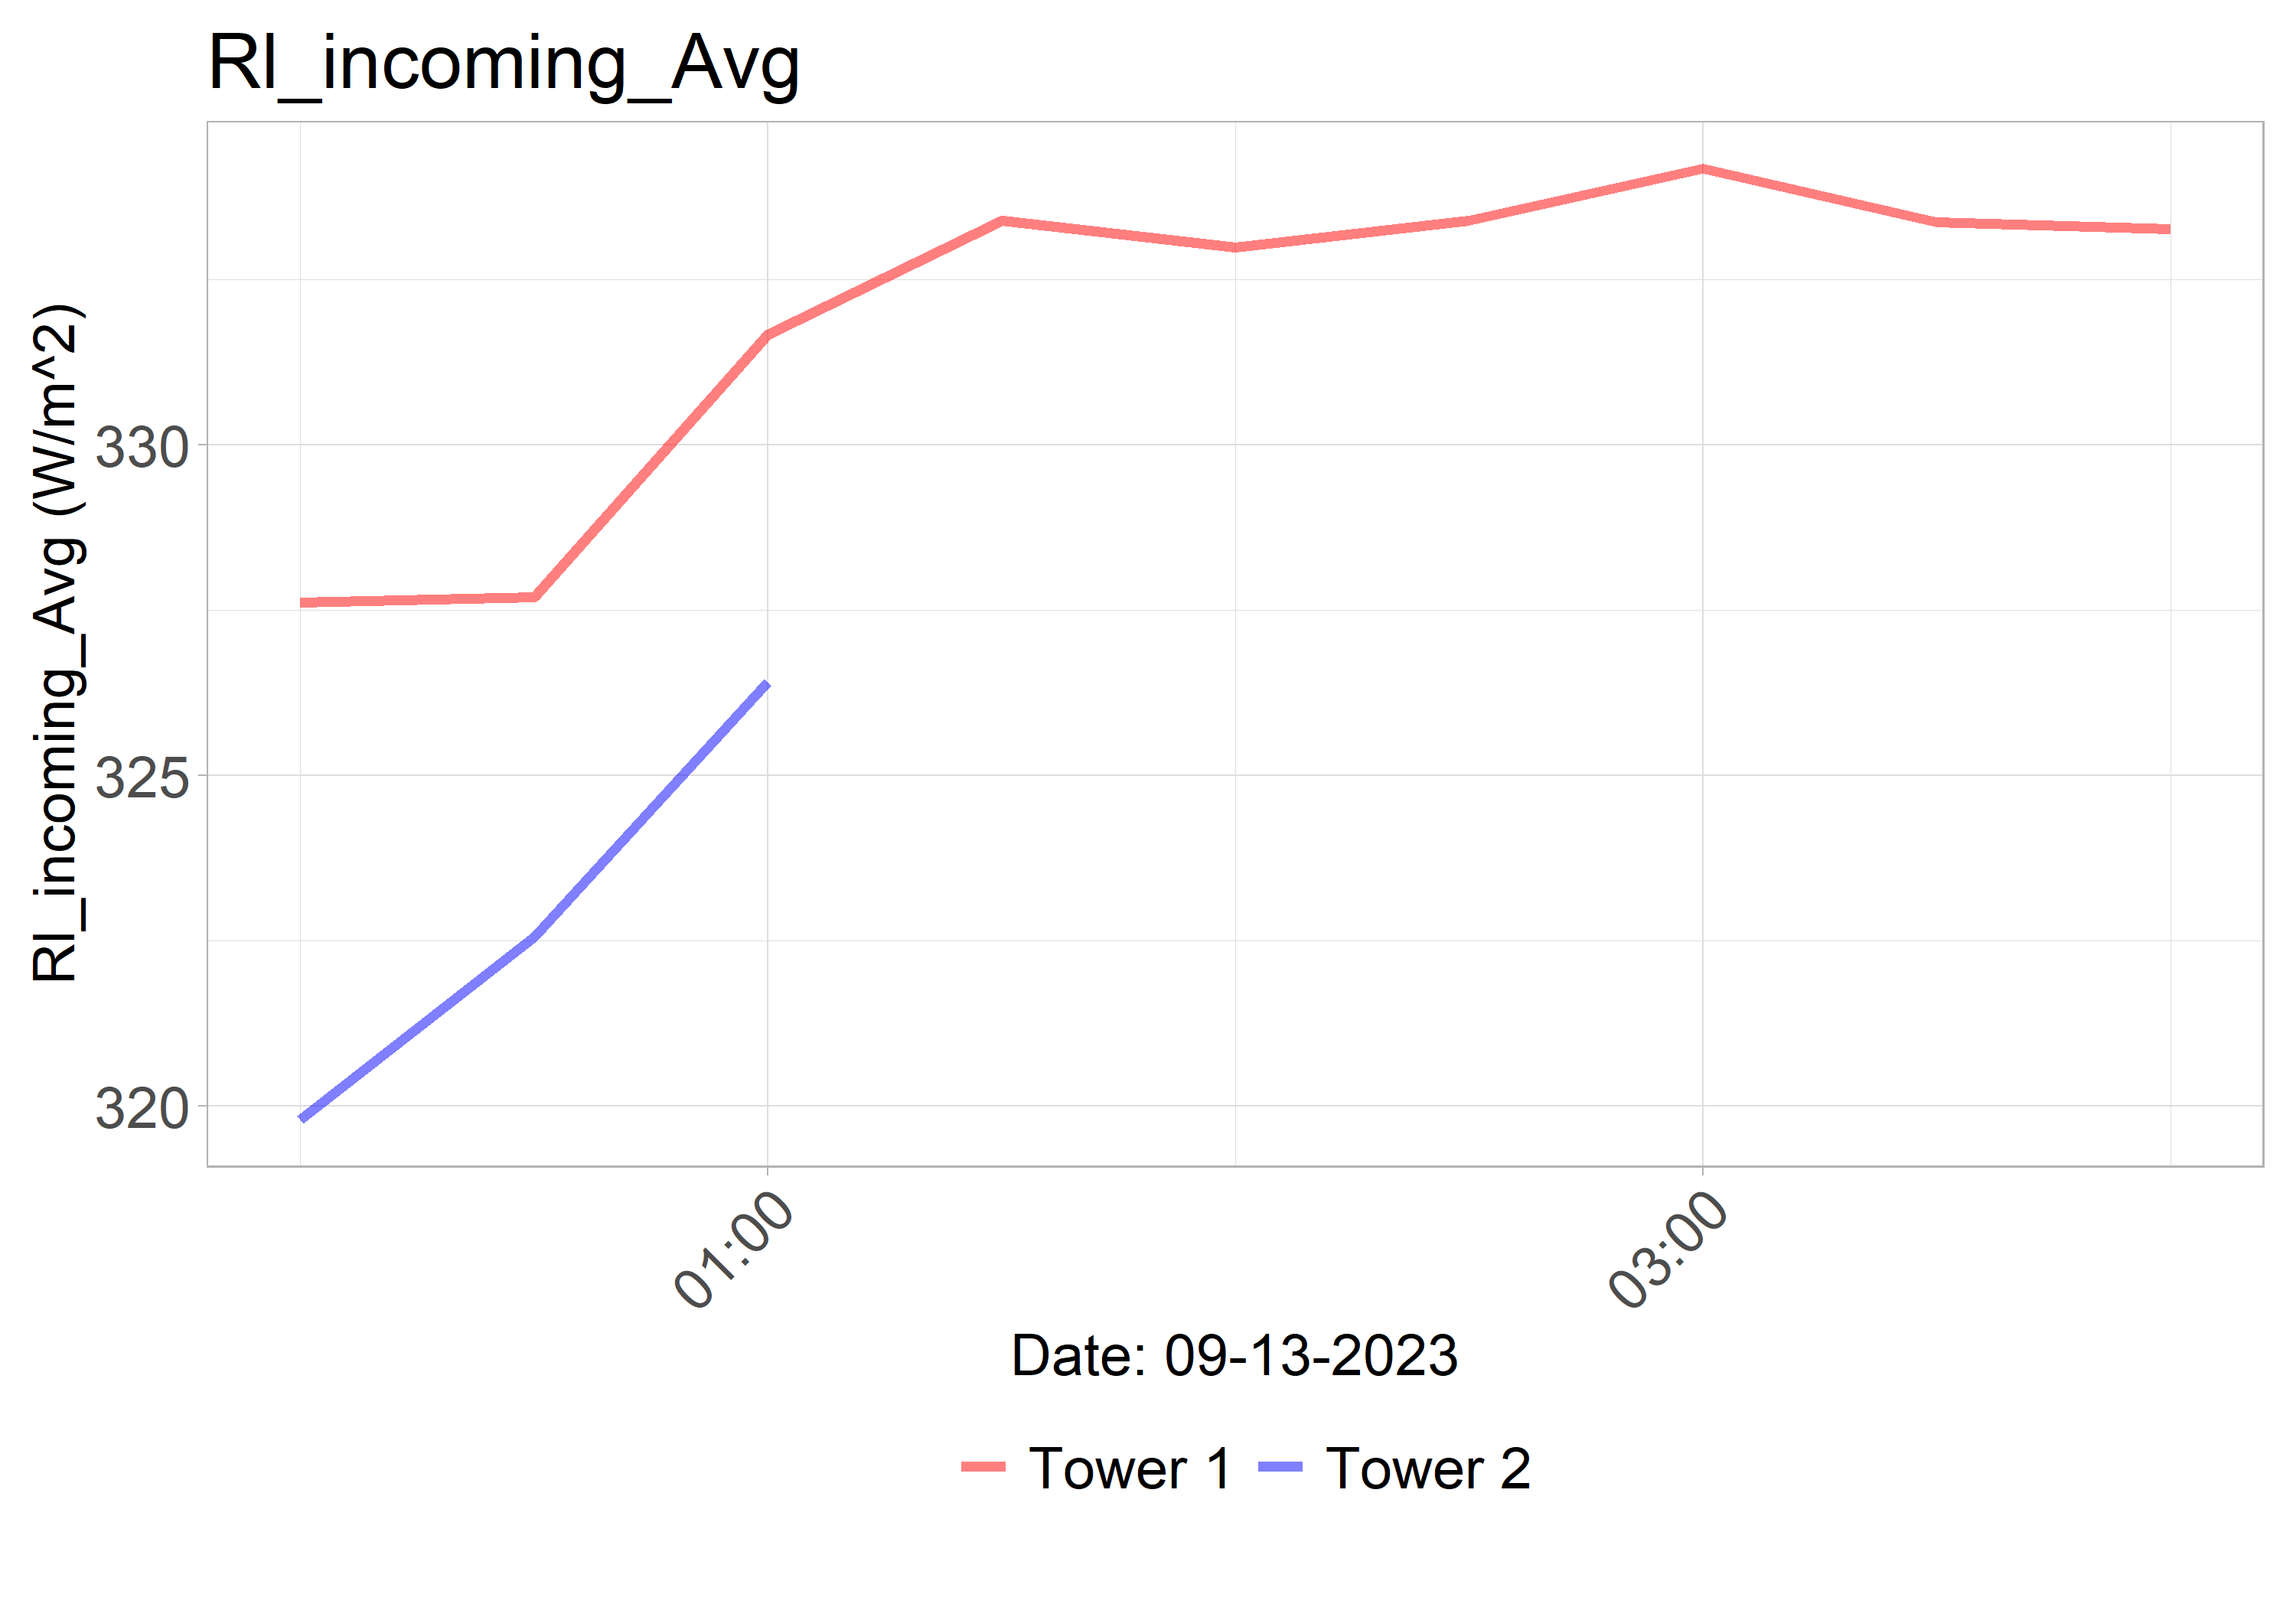 Rl_incoming_Avg
Rl_incoming_Avg (W/m^2)
330
325
320
01:00
03:00
Date: 09-13-2023
Tower 1
Tower 2